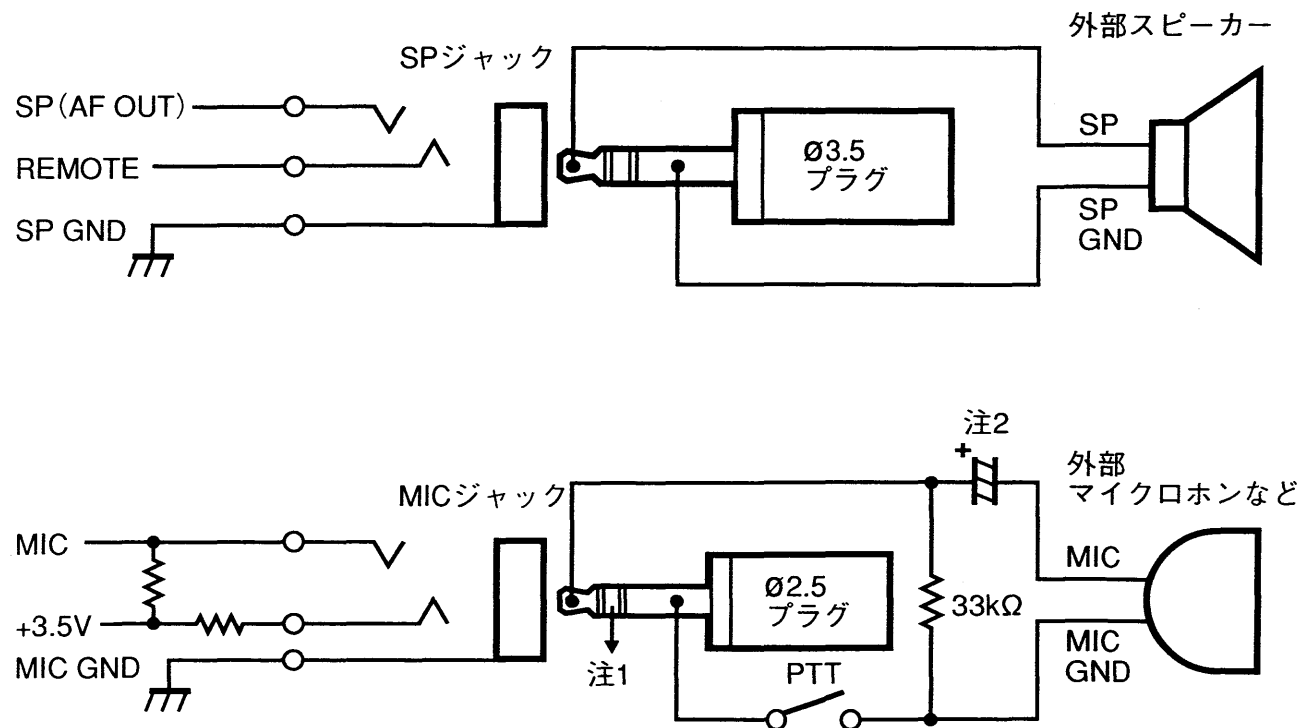 外部スピーカー
SPジャック
SP(AF OUT)
REMOTE
SP GND
Ø3.5
プラグ
SP
SP
GND
注2
+
外部
マイクロホンなど
MICジャック
MIC
+3.5V
MIC GND
Ø2.5
プラグ
注1
PTT
33kΩ
MIC
MIC
GND